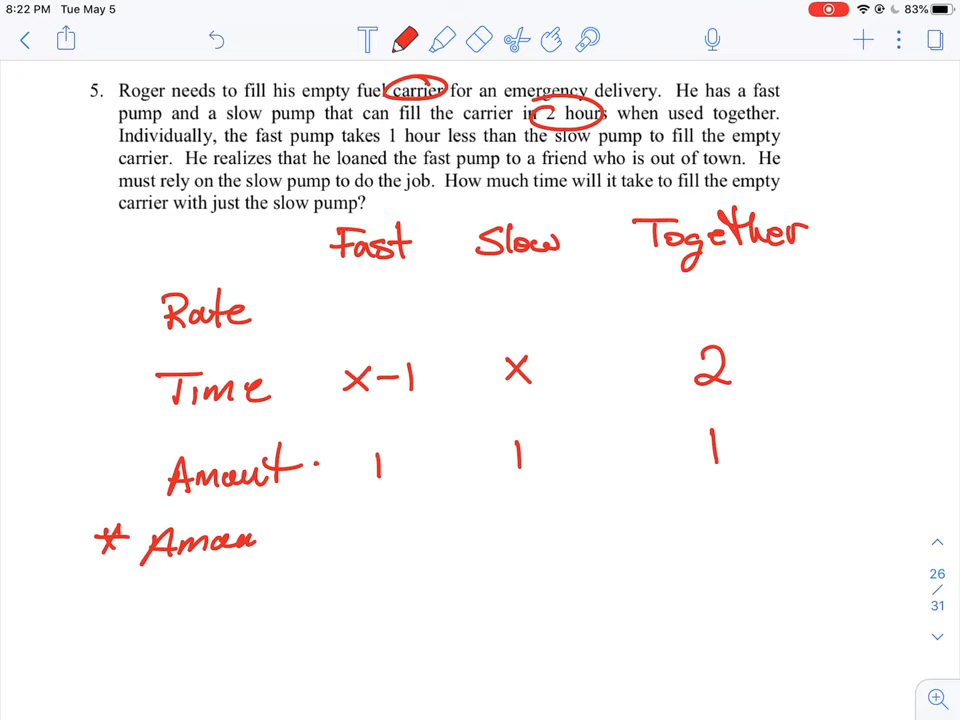 8:22 PM Tue May 5
83%
T
5. Roger needs to fill his empty fuel carrier for an emergency delivery. He has a fast
pump and a slow pump that can fill the carrier in 2 hours when used together.
Individually, the fast pump takes 1 hour less than the slow pump to fill the empty
carrier. He realizes that he loaned the fast pump to a friend who is out of town. He
must rely on the slow pump to do the job. How much time will it take to fill the empty
carrier with just the slow pump?
Fast Slow Together
Rate
Time x-1 x 2
Amout 1 1 1
* Amou
26
/
31